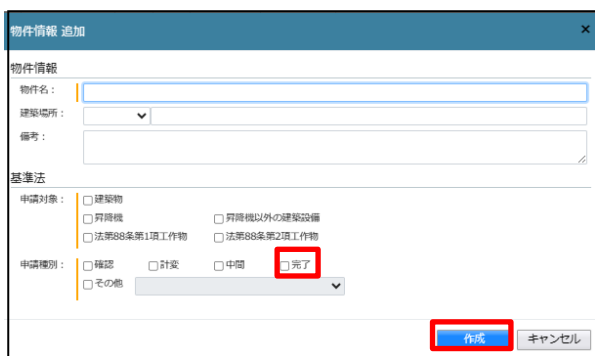 物件情報 追加 ×
物件情報
物件名：
建築場所：
備考：
基準法
申請対象： 建築物
昇降機 昇降機以外の建築設備
法第88条第1項工作物 法第88条第2項工作物
申請種別： 確認 計変 中間 完了
その他
作成 キャンセル